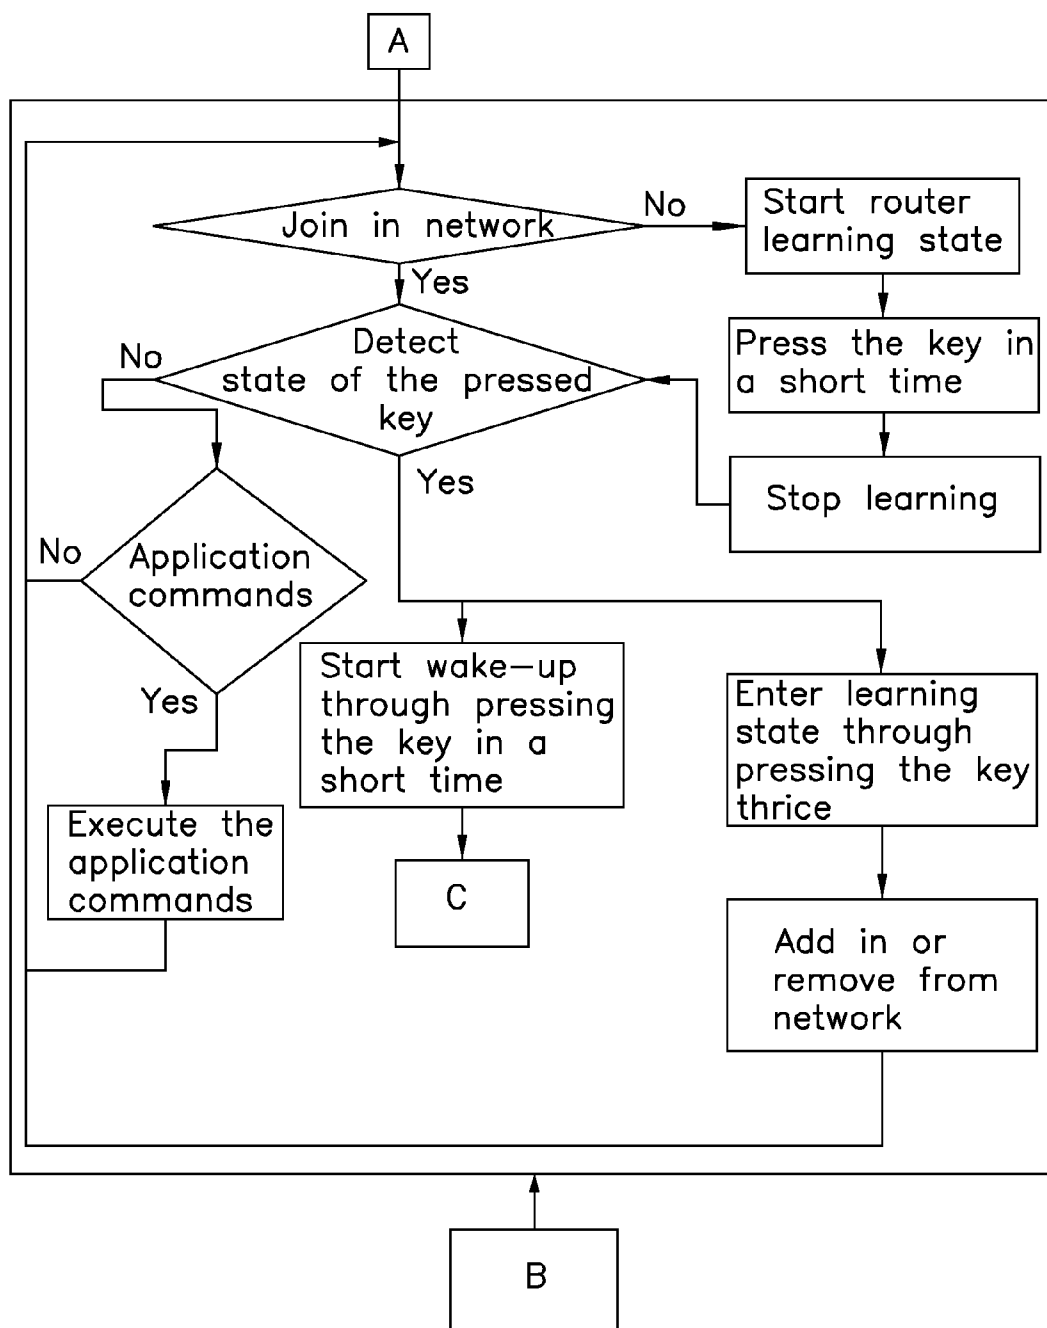 A
Join in network
No
Start router
learning state
Yes
Press the key in
a short time
No
Detect
state of the pressed
key
Yes
Stop learning
No
Application
commands
Yes
Start wake-up
through pressing
the key in a
short time
Enter learning
state through
pressing the key
thrice
Execute the
application
commands
C
Add in or
remove from
network
B